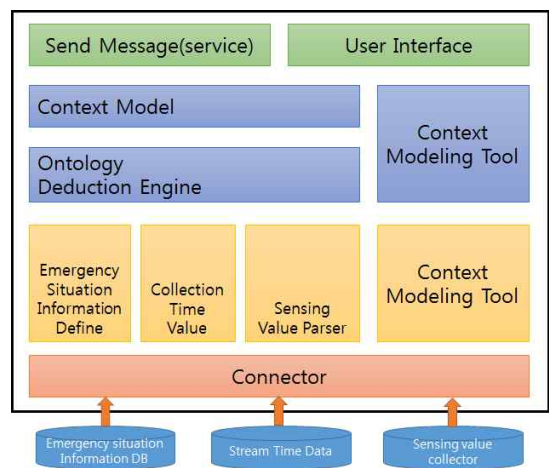 Send Message(service)
User Interface
Context Model
Context
Modeling Tool
Ontology
Deduction Engine
Emergency
Situation
Information
Define
Collection
Time
Value
Sensing
Value Parser
Context
Modeling Tool
Connector
Emergency situation
Information DB
Stream Time Data
Sensing value
collector